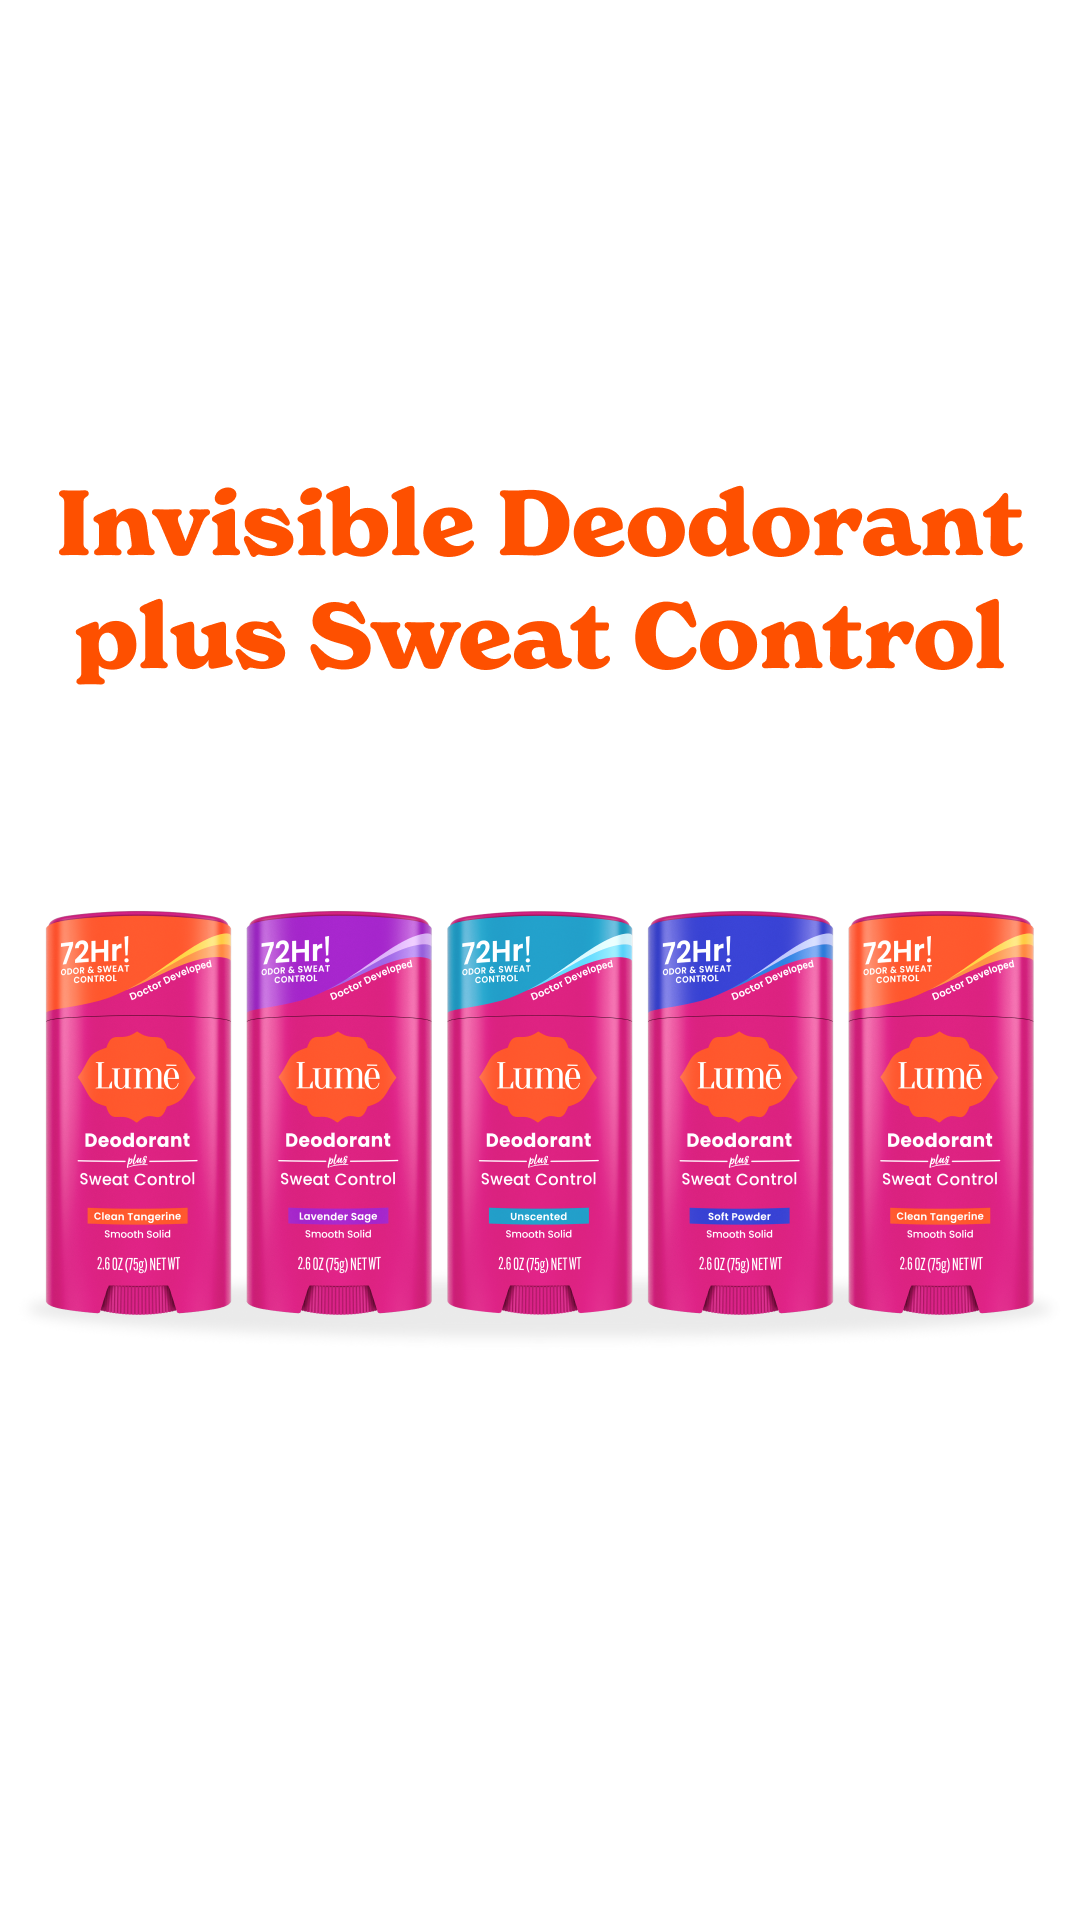 Invisible Deodorant
plus Sweat Control
72Hr!
ODOR & SWEAT
CONTROL
Doctor Developed
Lumē
Deodorant
plus
Sweat Control
Clean Tangerine
Smooth Solid
2.6 OZ (75g) NET WT
72Hr!
ODOR & SWEAT
CONTROL
Doctor Developed
Lumē
Deodorant
plus
Sweat Control
Lavender Sage
Smooth Solid
2.6 OZ (75g) NET WT
72Hr!
ODOR & SWEAT
CONTROL
Doctor Developed
Lumē
Deodorant
plus
Sweat Control
Unscented
Smooth Solid
2.6 OZ (75g) NET WT
72Hr!
ODOR & SWEAT
CONTROL
Doctor Developed
Lumē
Deodorant
plus
Sweat Control
Soft Powder
Smooth Solid
2.6 OZ (75g) NET WT
72Hr!
ODOR & SWEAT
CONTROL
Doctor Developed
Lumē
Deodorant
plus
Sweat Control
Clean Tangerine
Smooth Solid
2.6 OZ (75g) NET WT